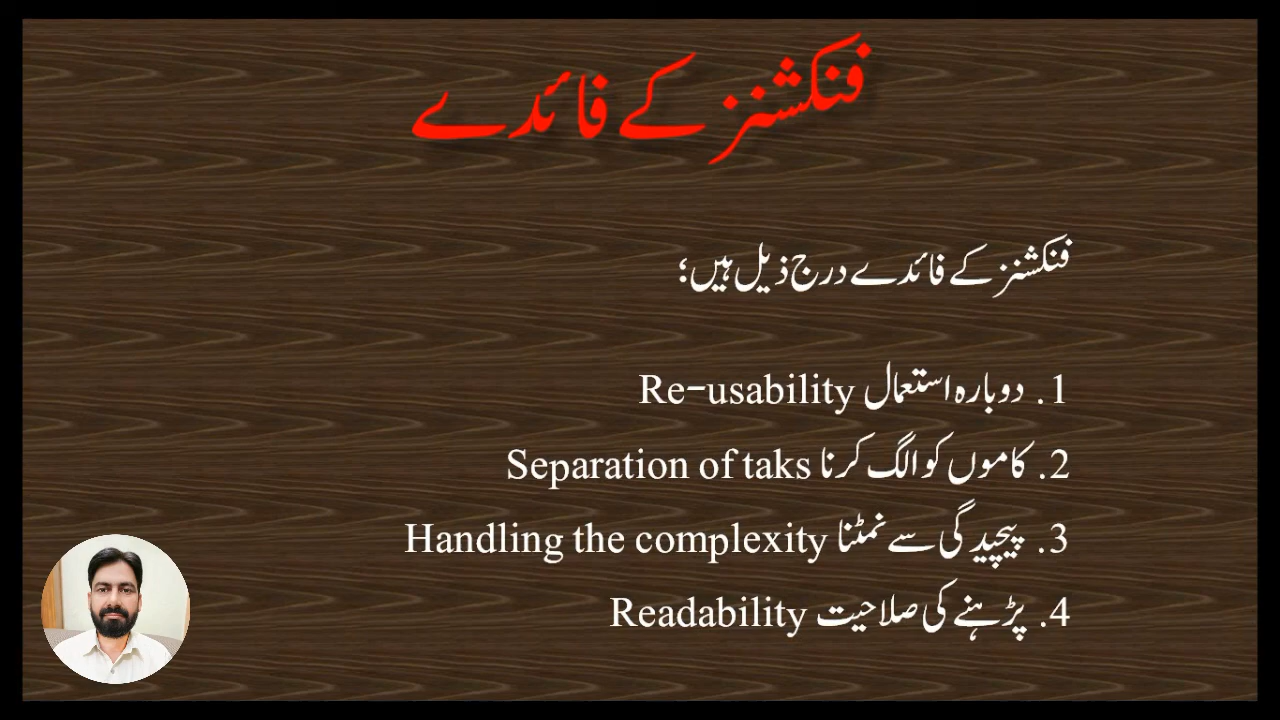 فنکشنز کے فائدے
فنکشنز کے فائدے درج ذیل ہیں؛
1. دوبارہ استعمال Re-usability
2. کاموں کو الگ کرنا Separation of taks
3. پیچیدگی سے نمٹنا Handling the complexity
4. پڑہنے کی صلاحیت Readability